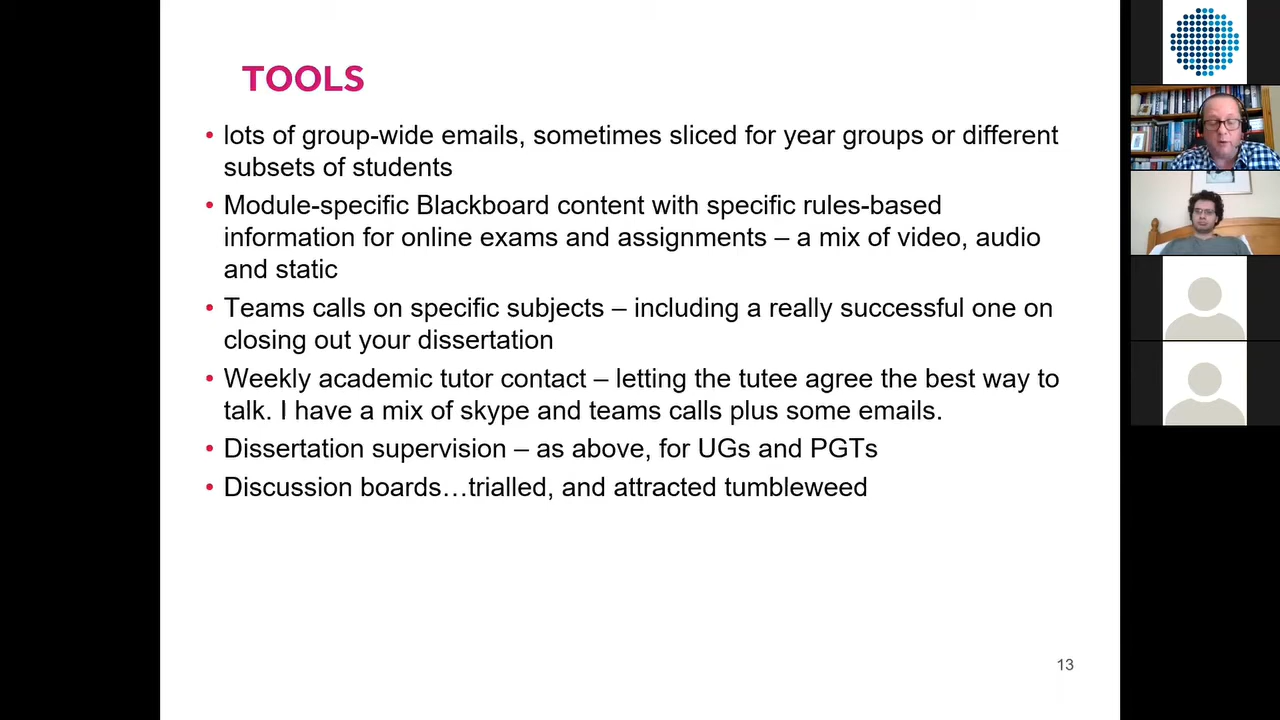 TOOLS
• lots of group-wide emails, sometimes sliced for year groups or different
subsets of students
• Module-specific Blackboard content with specific rules-based
information for online exams and assignments – a mix of video, audio
and static
• Teams calls on specific subjects – including a really successful one on
closing out your dissertation
• Weekly academic tutor contact – letting the tutee agree the best way to
talk. I have a mix of skype and teams calls plus some emails.
• Dissertation supervision – as above, for UGs and PGTs
• Discussion boards…trialled, and attracted tumbleweed
13